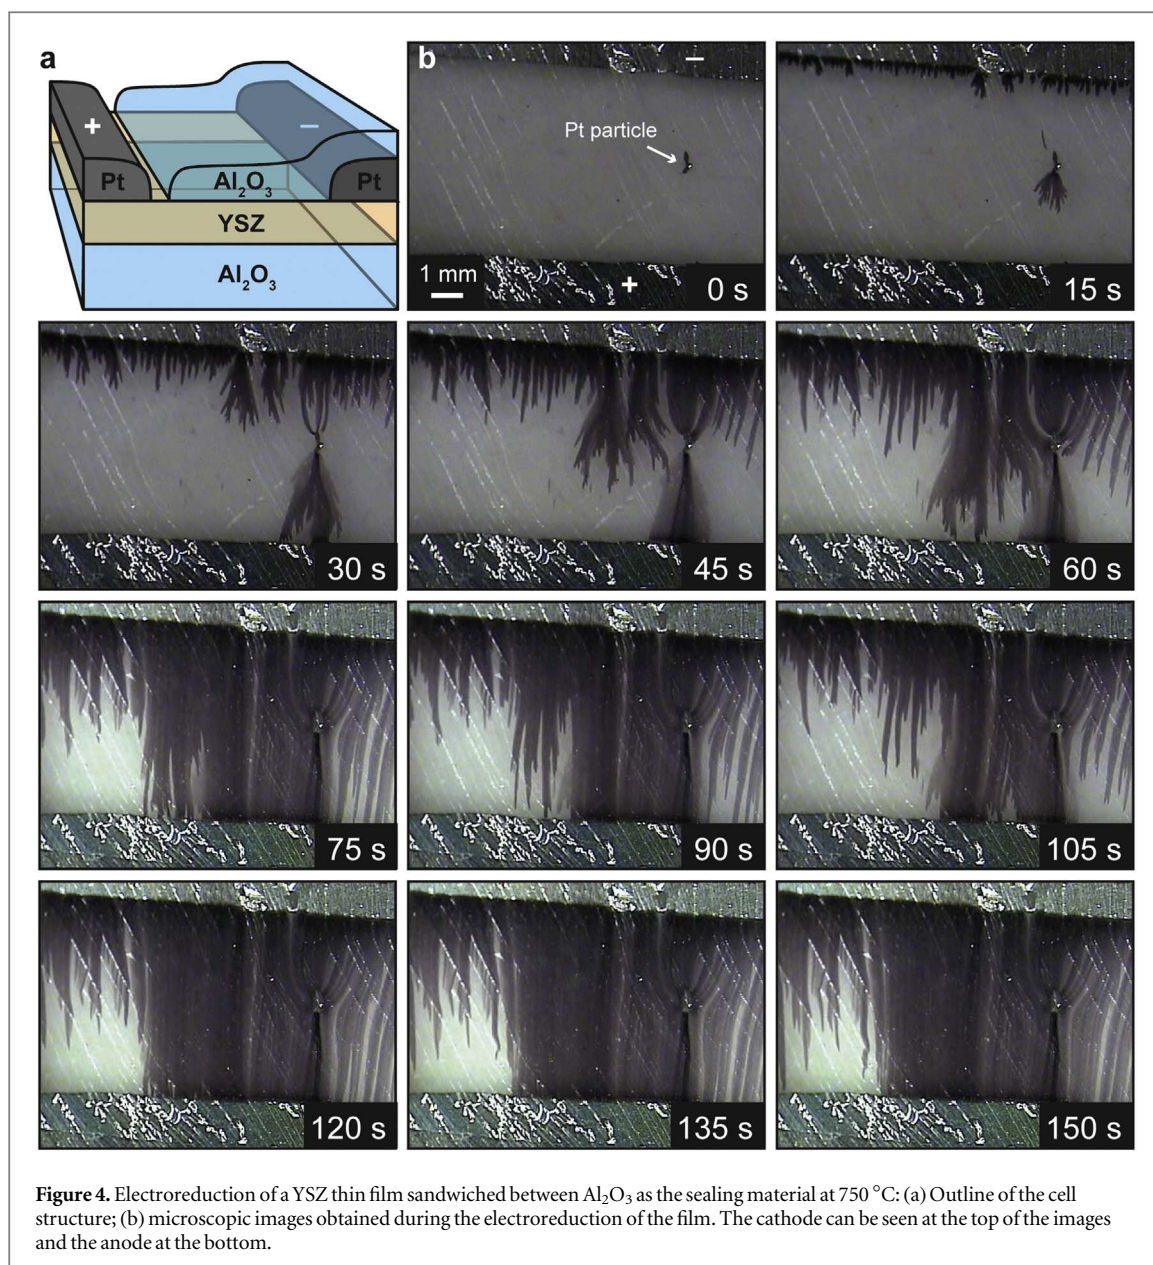 a
+
−
Pt
Al₂O₃
Pt
YSZ
Al₂O₃
b
−
Pt particle
1 mm
+
0 s
15 s
30 s
45 s
60 s
75 s
90 s
105 s
120 s
135 s
150 s
Figure 4. Electroreduction of a YSZ thin film sandwiched between Al₂O₃ as the sealing material at 750 °C: (a) Outline of the cell
structure; (b) microscopic images obtained during the electroreduction of the film. The cathode can be seen at the top of the images
and the anode at the bottom.